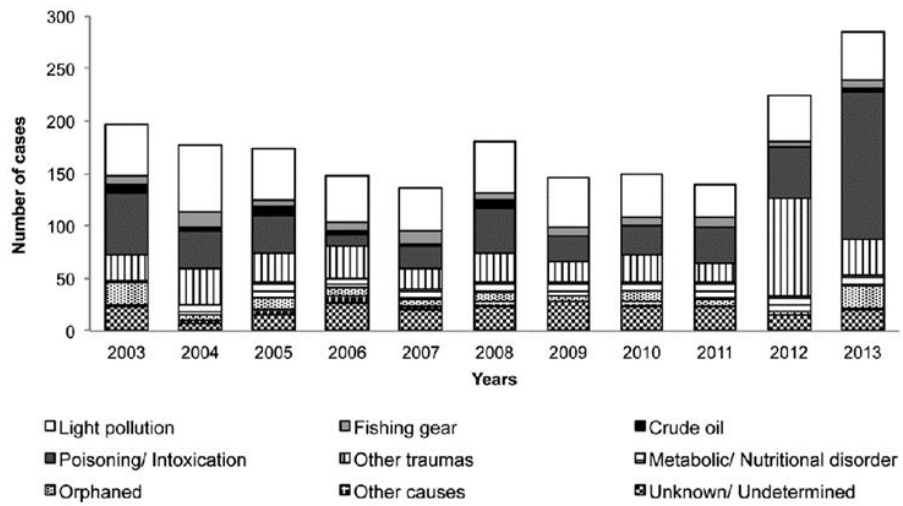 300
250
200
150
100
50
0
Number of cases
2003 2004 2005 2006 2007 2008 2009 2010 2011 2012 2013
Years
Light pollution Fishing gear Crude oil
Poisoning/ Intoxication Other traumas Metabolic/ Nutritional disorder
Orphaned Other causes Unknown/ Undetermined